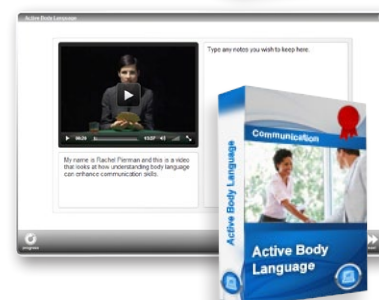 Active Body Language
Type any notes you wish to keep here.
My name is Rachel Pierman and this is a video
that looks at how understanding body language
can enhance communication skills.
Communication
Active Body Language
Active Body
Language